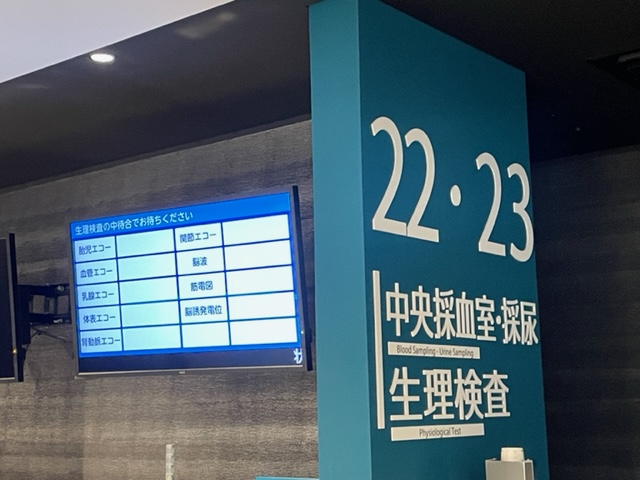 生理検査の中待合でお待ちください
胎児エコー 関節エコー
血管エコー 脳波
乳腺エコー 筋電図
体表エコー 脳誘発電位
腎動脈エコー
22・23
中央採血室・採尿
Blood Sampling・Urine Sampling
生理検査
Physiological Test